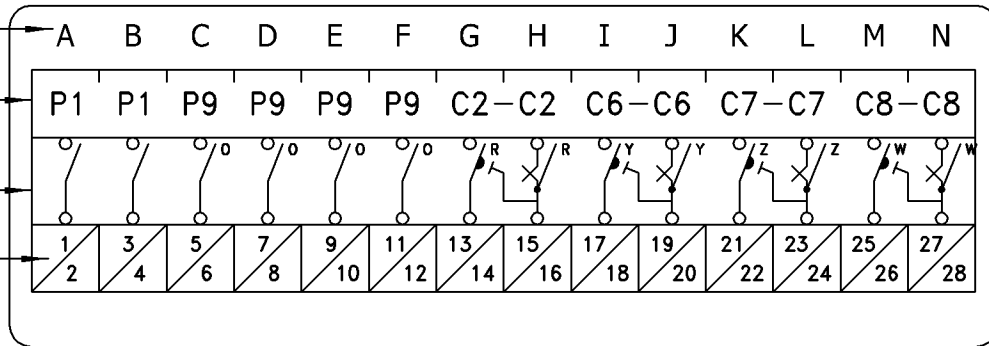 A B C D E F G H I J K L M N
P1 P1 P9 P9 P9 P9 C2-C2 C6-C6 C7-C7 C8-C8
O O O O R R Y Y Z Z W W
1 3 5 7 9 11 13 15 17 19 21 23 25 27
2 4 6 8 10 12 14 16 18 20 22 24 26 28